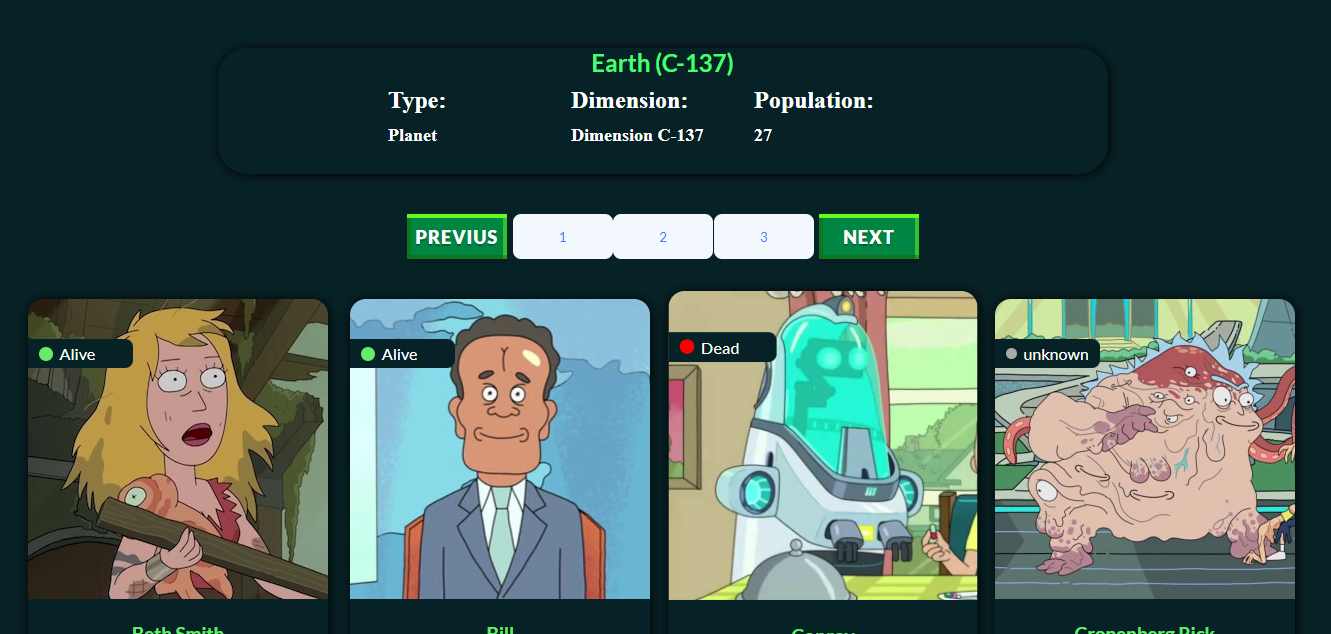 Earth (C-137)
Type: Dimension: Population:
Planet Dimension C-137 27
PREVIUS 1 2 3 NEXT
Alive Alive Dead unknown
Beth Smith Bill Conroy Cronenberg Rick